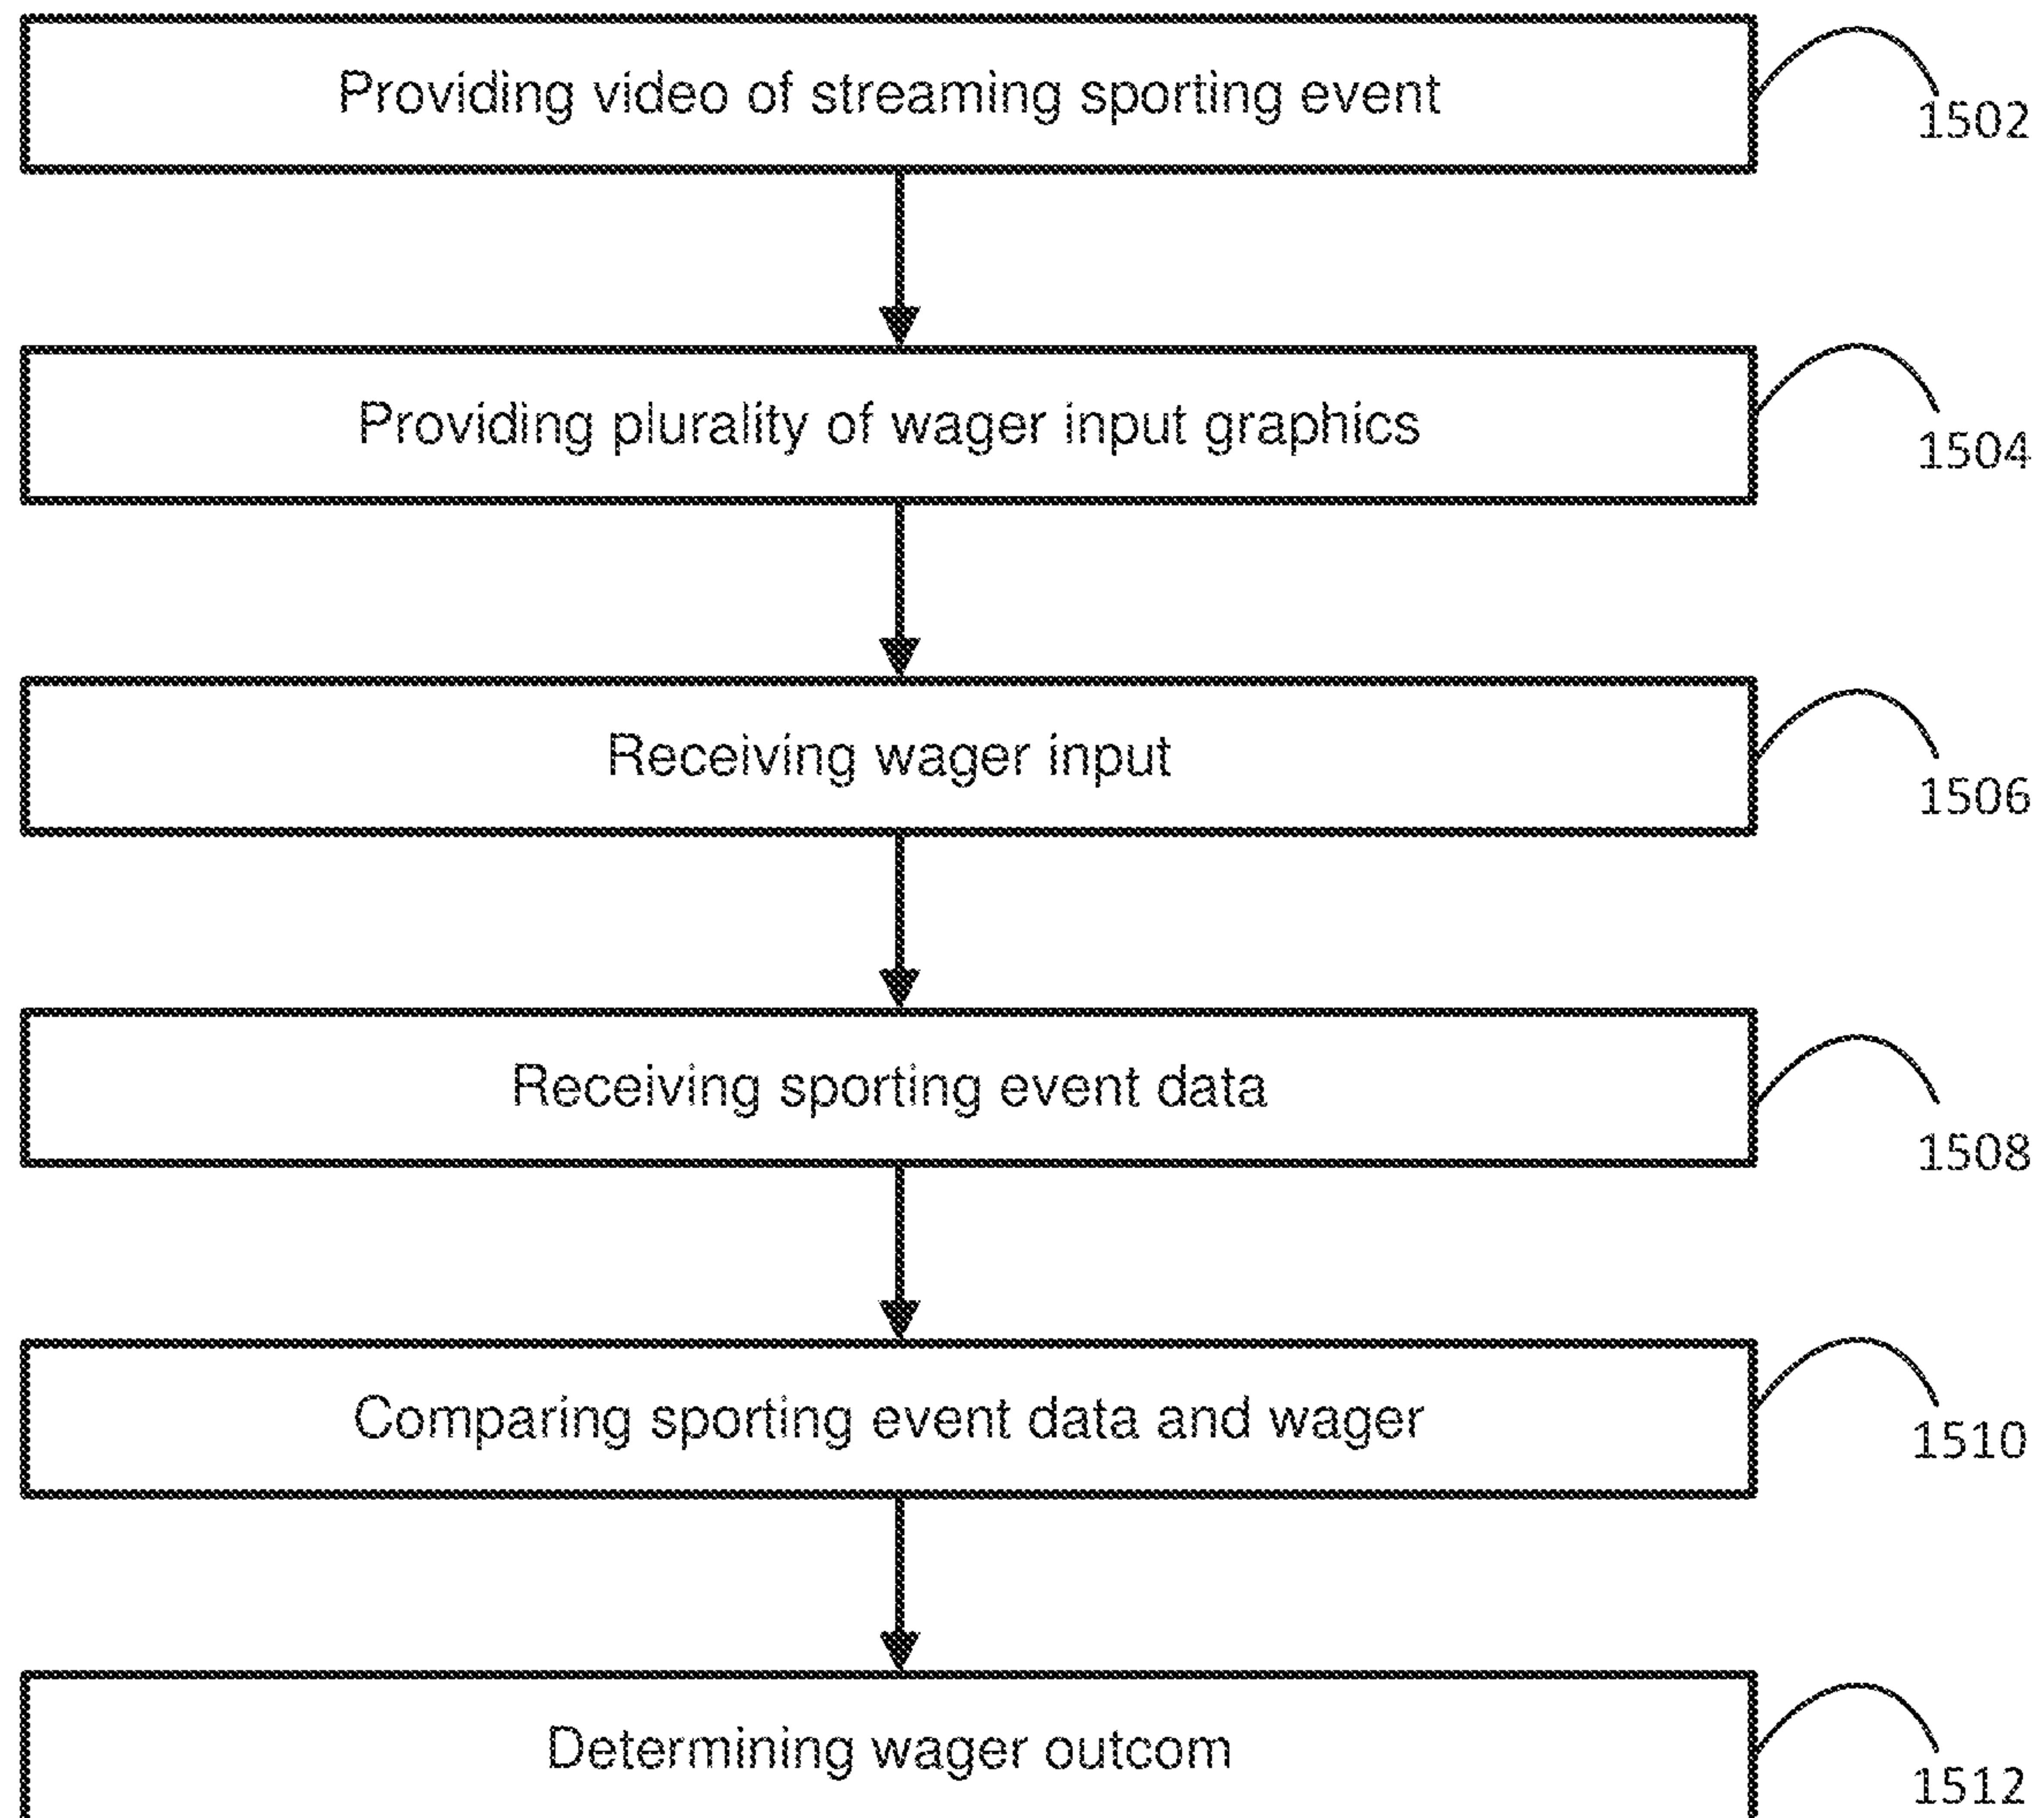 Providing video of streaming sporting event
1502
Providing plurality of wager input graphics
1504
Receiving wager input
1506
Receiving sporting event data
1508
Comparing sporting event data and wager
1510
Determining wager outcom
1512